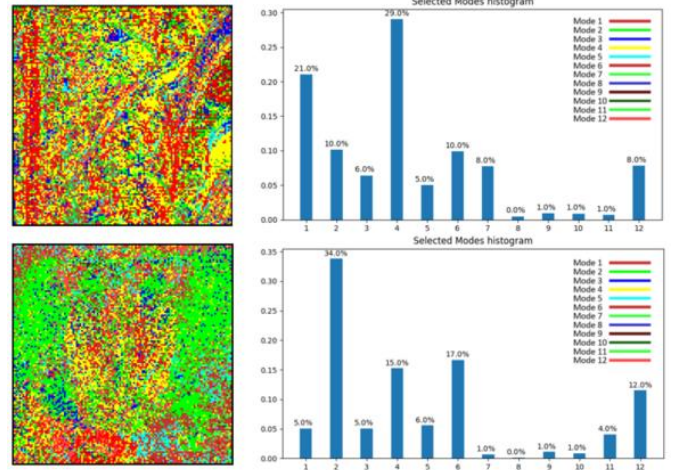 Selected Modes histogram
0.30
0.25
0.20
0.15
0.10
0.05
0.00
21.0%
10.0%
6.0%
29.0%
5.0%
10.0%
8.0%
0.0%
1.0%
1.0%
1.0%
8.0%
Mode 1
Mode 2
Mode 3
Mode 4
Mode 5
Mode 6
Mode 7
Mode 8
Mode 9
Mode 10
Mode 11
Mode 12
1 2 3 4 5 6 7 8 9 10 11 12
Selected Modes histogram
0.35
0.30
0.25
0.20
0.15
0.10
0.05
0.00
5.0%
34.0%
5.0%
15.0%
6.0%
17.0%
1.0%
0.0%
1.0%
1.0%
4.0%
12.0%
Mode 1
Mode 2
Mode 3
Mode 4
Mode 5
Mode 6
Mode 7
Mode 8
Mode 9
Mode 10
Mode 11
Mode 12
1 2 3 4 5 6 7 8 9 10 11 12